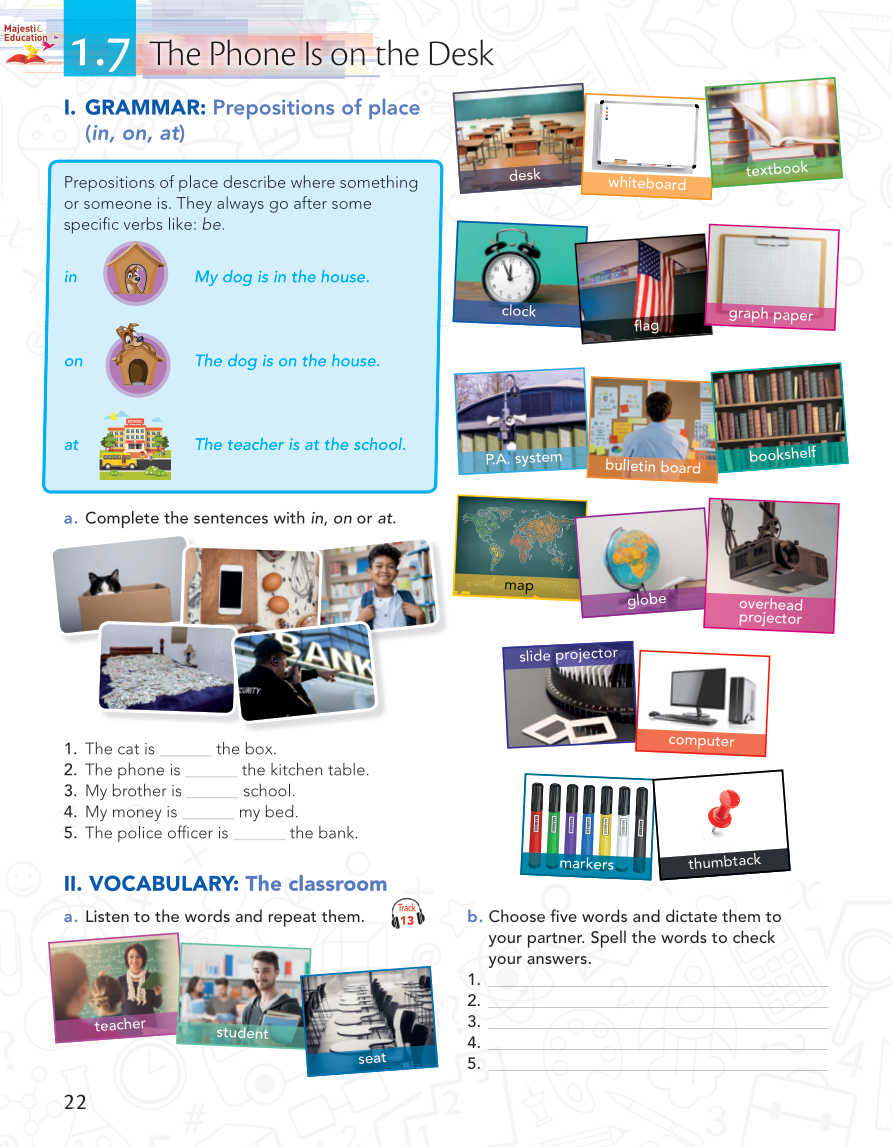 Majesti
Education
1.7 The Phone Is on the Desk
I. GRAMMAR: Prepositions of place
(in, on, at)
Prepositions of place describe where something
or someone is. They always go after some
specific verbs like: be.
in My dog is in the house.
on The dog is on the house.
SCHOOL
at The teacher is at the school.
a. Complete the sentences with in, on or at.
BANK
CURITY
1. The cat is ______ the box.
2. The phone is ______ the kitchen table.
3. My brother is ______ school.
4. My money is ______ my bed.
5. The police officer is ______ the bank.
II. VOCABULARY: The classroom
a. Listen to the words and repeat them.
Track
13
teacher
student
seat
desk
whiteboard
textbook
clock
flag
graph paper
P.A. system
bulletin board
bookshelf
map
globe
overhead
projector
slide projector
computer
markers
thumbtack
b. Choose five words and dictate them to
your partner. Spell the words to check
your answers.
1.
2.
3.
4.
5.
22